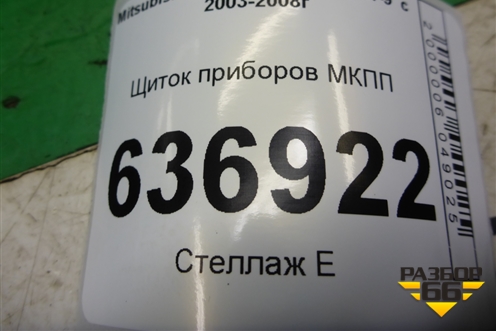 2003-2008г
Щиток приборов МКПП
636922
Стеллаж Е
2000006049025
РАЗБОР
66